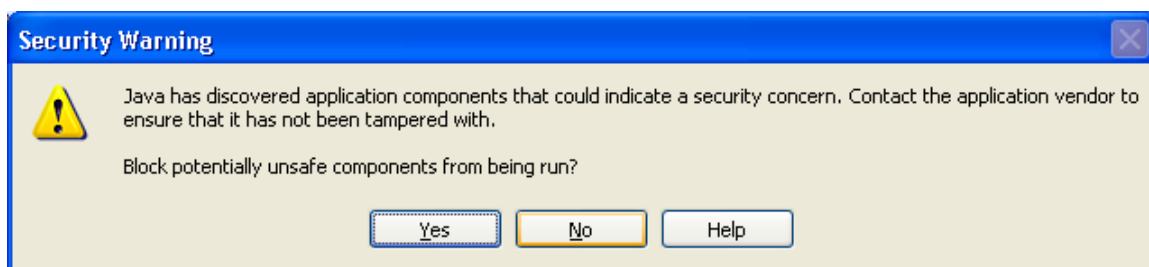 Security Warning
Java has discovered application components that could indicate a security concern. Contact the application vendor to
ensure that it has not been tampered with.
Block potentially unsafe components from being run?
Yes No Help